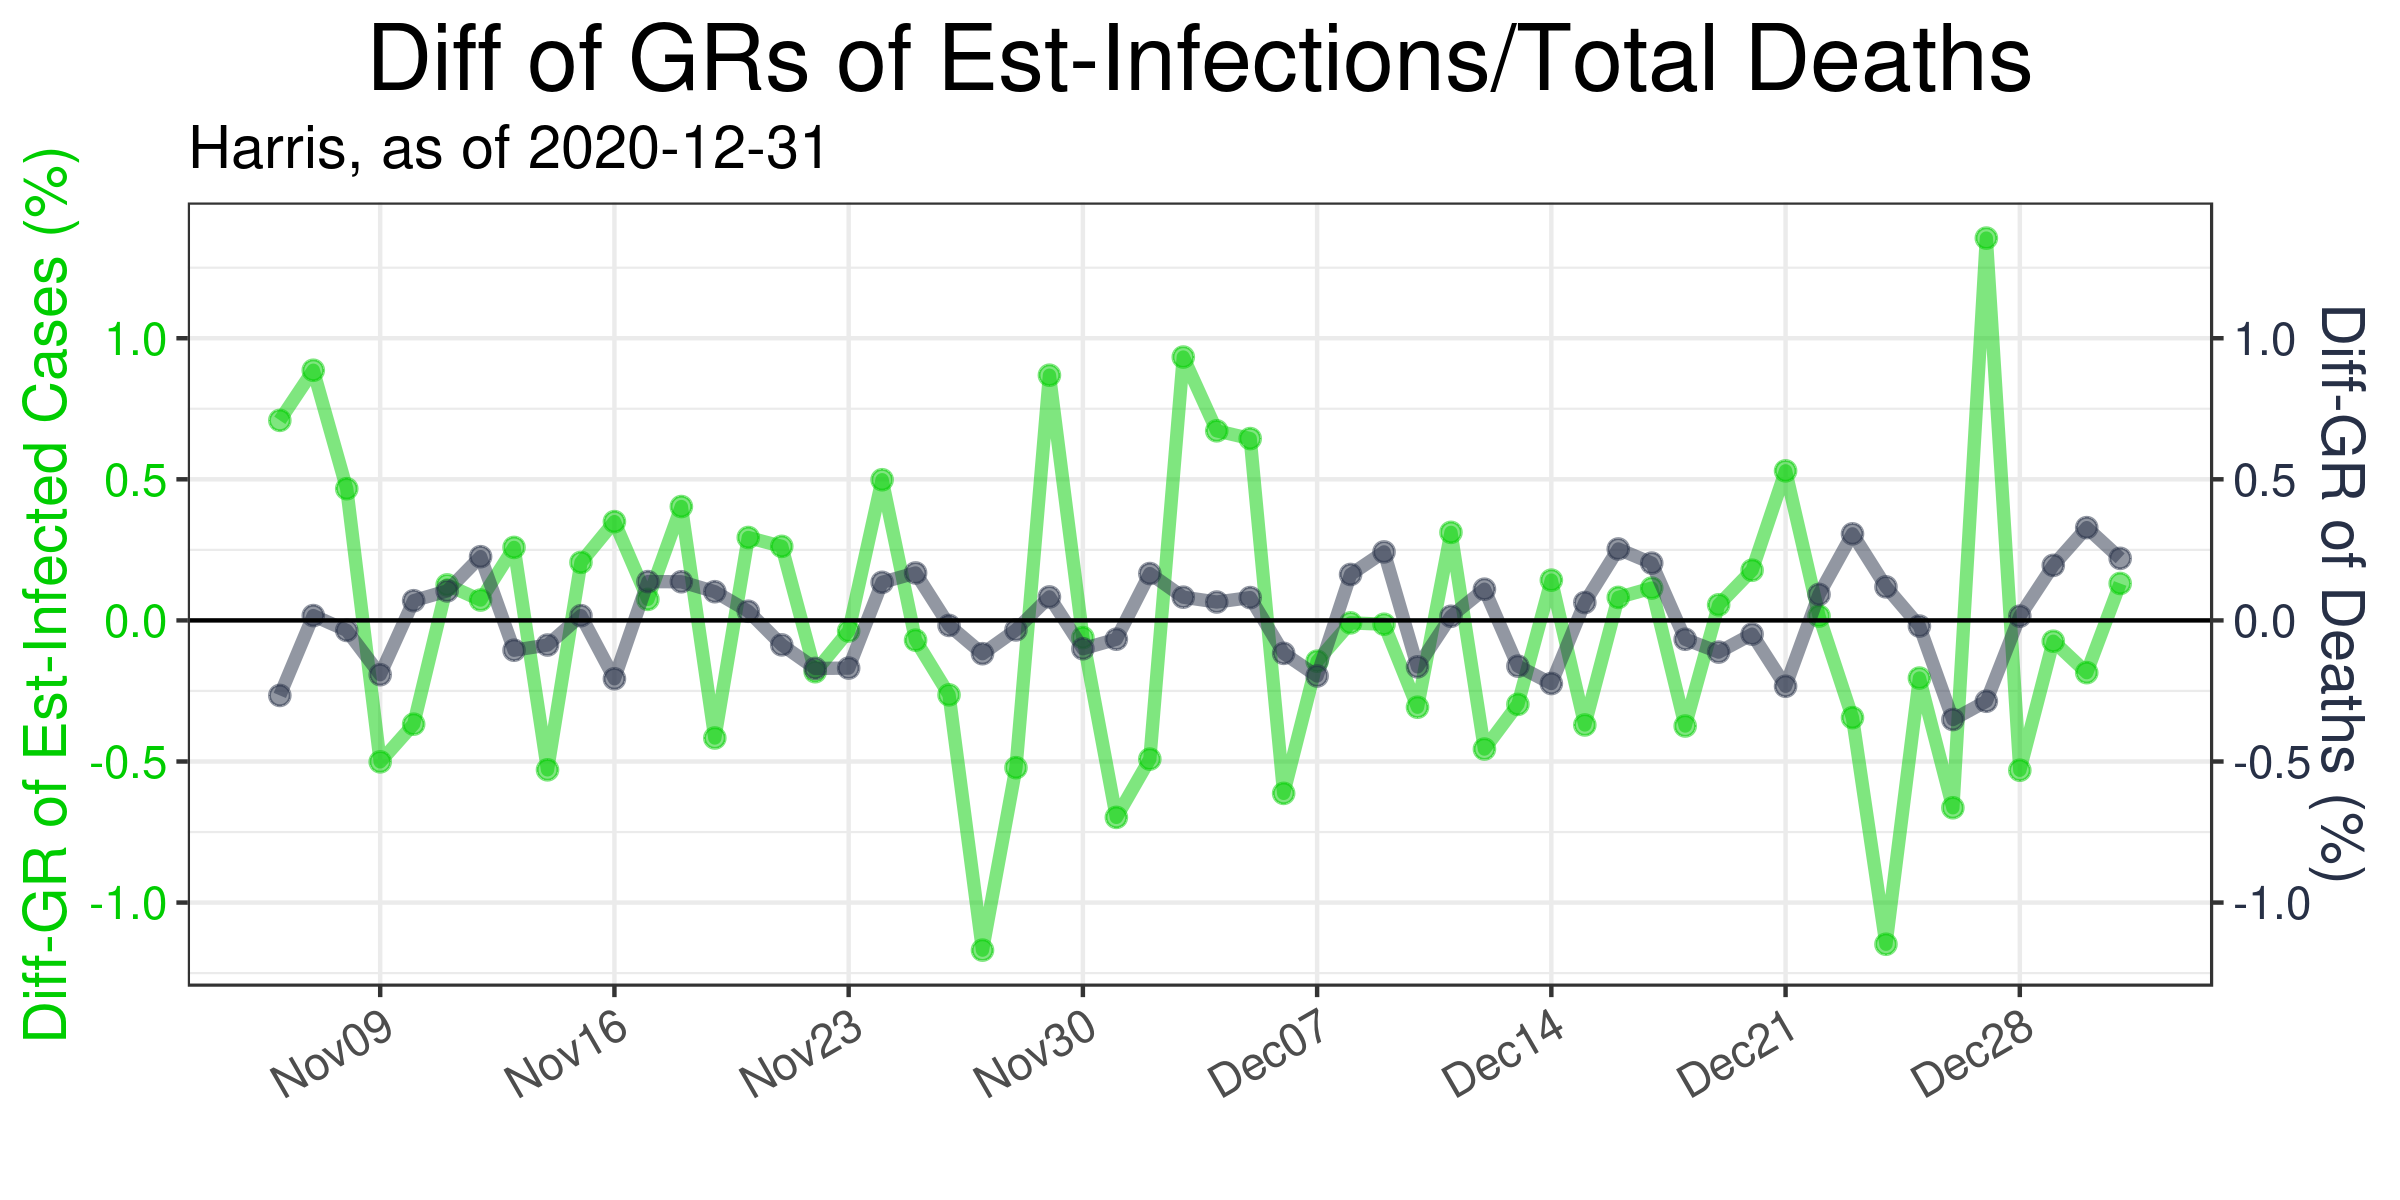 Diff of GRs of Est-Infections/Total Deaths
Harris, as of 2020-12-31
Diff-GR of Est-Infected Cases (%)
1.0
0.5
0.0
-0.5
-1.0
1.0
0.5
0.0
-0.5
-1.0
Diff-GR of Deaths (%)
Nov09
Nov16
Nov23
Nov30
Dec07
Dec14
Dec21
Dec28